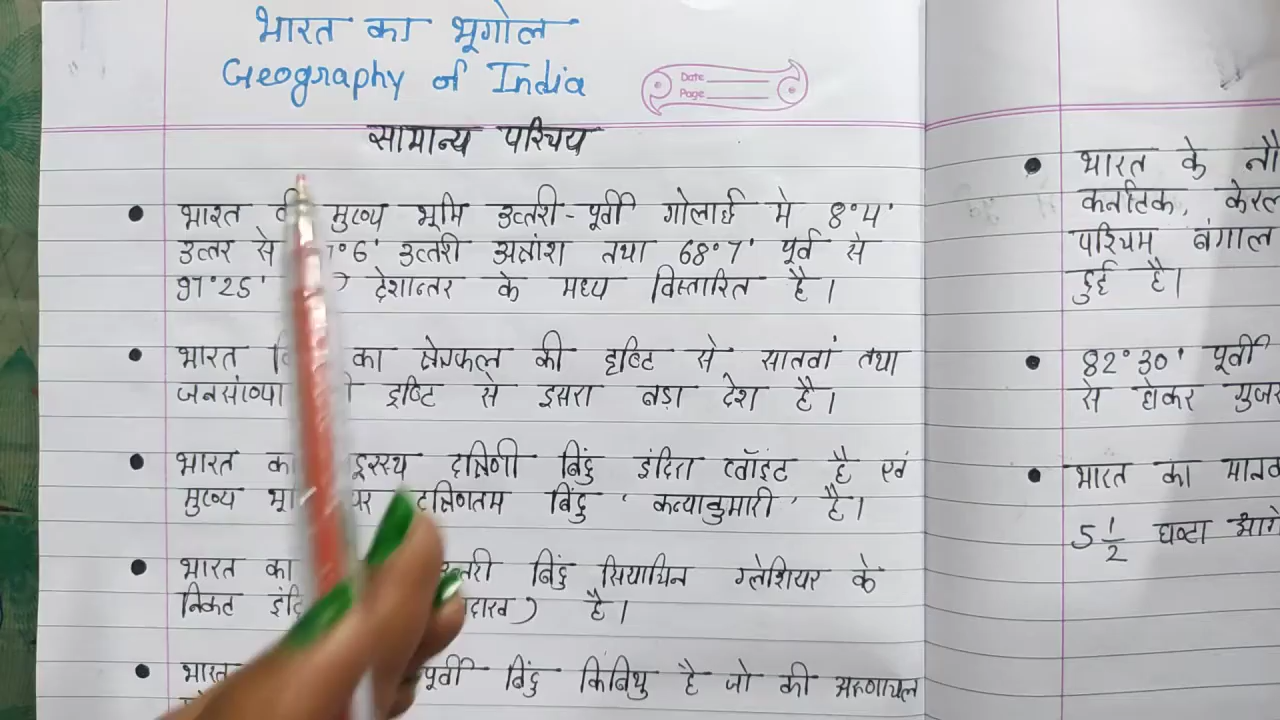 भारत का भूगोल
Geography of India
Date
Page
सामान्य परिचय
भारत मुख्य भूमि उत्तरी-पूर्वी गोलार्द्ध मे 8°4'
उत्तर से 7°6' उत्तरी अक्षांश तथा 68°7' पूर्व से
97°25' देशान्तर के मध्य विस्तारित है।
भारत का क्षेत्रफल की दृष्टि से सातवां तथा
जनसंख्या दृष्टि से दूसरा बड़ा देश है।
भारत का दक्षिणी बिंदु इंदिरा प्वॉइंट है एवं
मुख्य पर दक्षिणतम बिंदु 'कन्याकुमारी' है।
भारत का बिंदु सियाचिन ग्लेशियर के
निकट है।
भारत पूर्वी बिंदु किबिथु है जो की अरुणाचल
भारत के नौ
कर्नाटक, केरल
पश्चिम बंगाल
हुई है।
82°30' पूर्वी
से होकर गुजर
भारत का मानक
5 1/2 घण्टा आगे